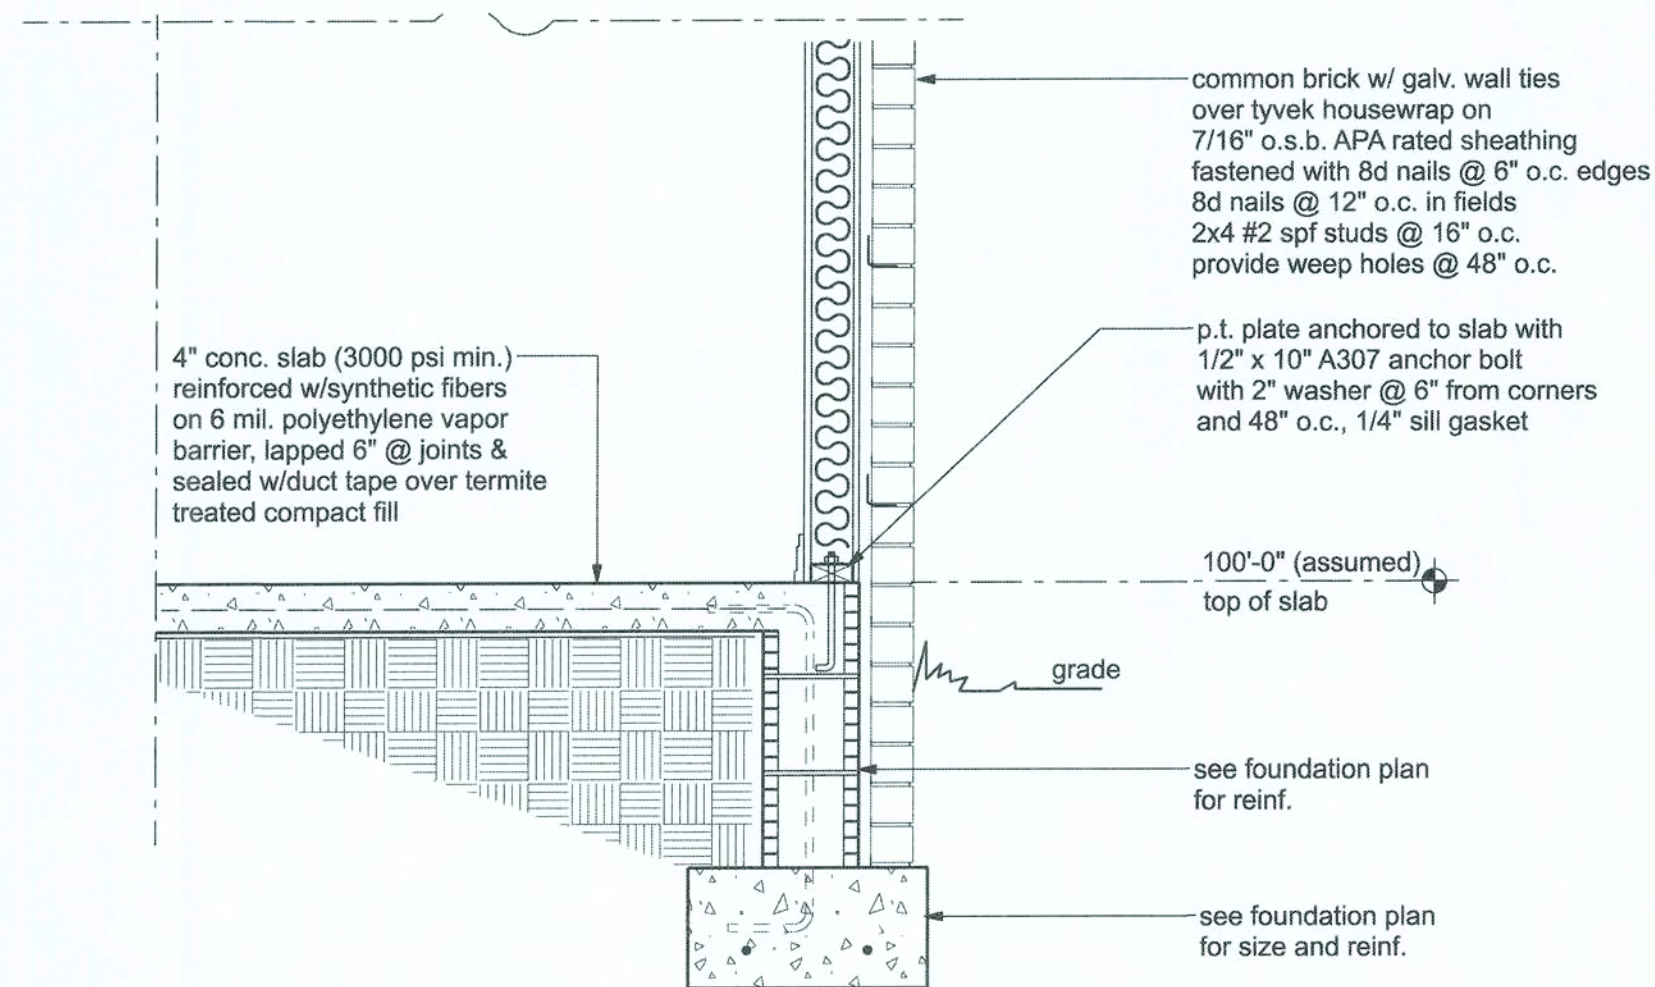 common brick w/ galv. wall ties
over tyvek housewrap on
7/16" o.s.b. APA rated sheathing
fastened with 8d nails @ 6" o.c. edges
8d nails @ 12" o.c. in fields
2x4 #2 spf studs @ 16" o.c.
provide weep holes @ 48" o.c.
p.t. plate anchored to slab with
1/2" x 10" A307 anchor bolt
with 2" washer @ 6" from corners
and 48" o.c., 1/4" sill gasket
4" conc. slab (3000 psi min.)
reinforced w/synthetic fibers
on 6 mil. polyethylene vapor
barrier, lapped 6" @ joints &
sealed w/duct tape over termite
treated compact fill
100'-0" (assumed)
top of slab
grade
see foundation plan
for reinf.
see foundation plan
for size and reinf.